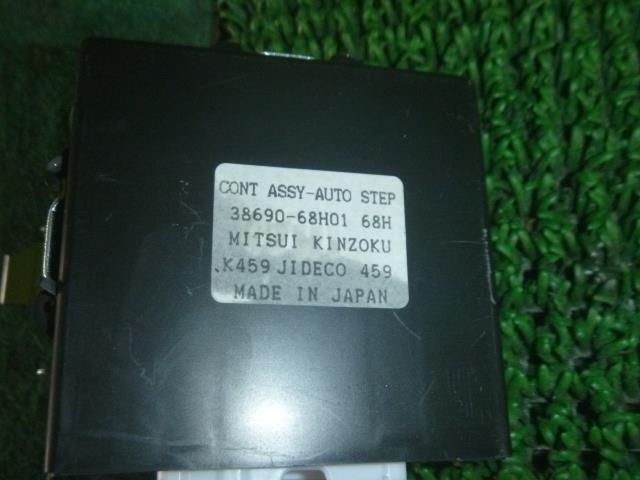 CONT ASSY-AUTO STEP
38690-68H01 68H
MITSUI KINZOKU
.K459 JIDECO 459
MADE IN JAPAN